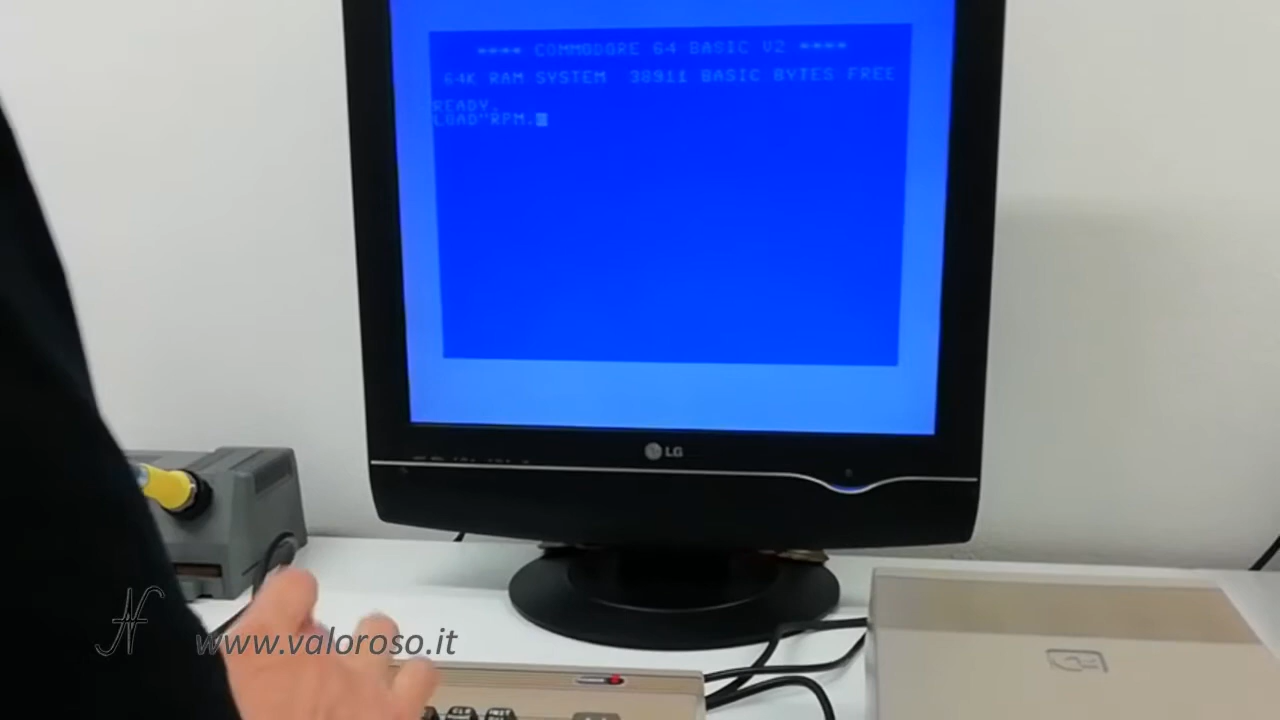 **** COMMODORE 64 BASIC V2 ****
64K RAM SYSTEM 38911 BASIC BYTES FREE
READY.
LOAD"RPM.
LG
www.valoroso.it